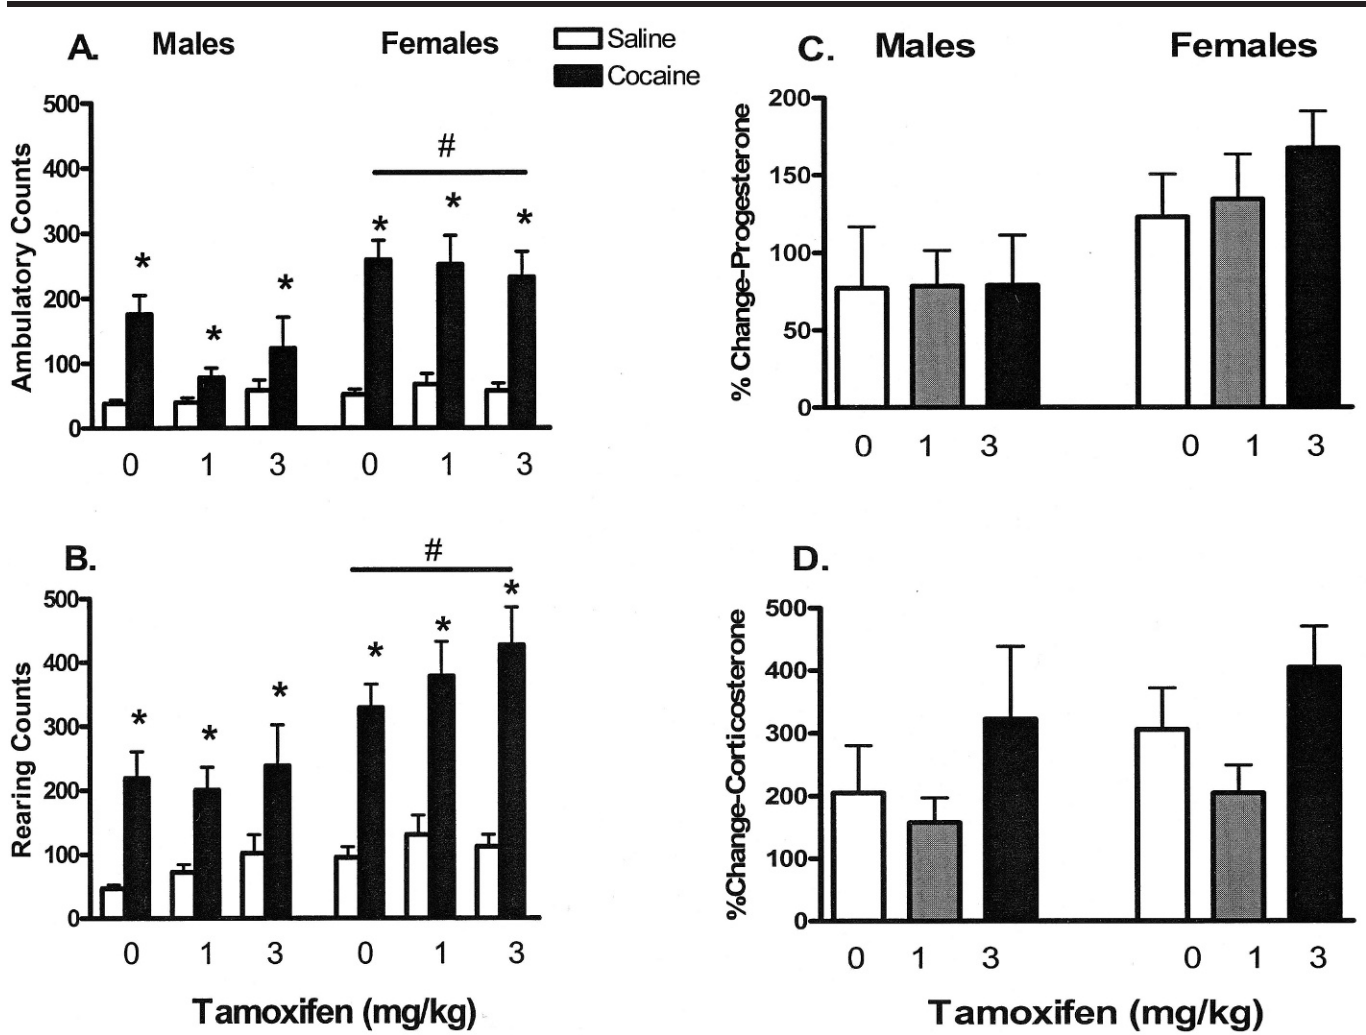 A. Males Females
Saline
Cocaine
500
400
300
200
100
0
Ambulatory Counts
#
* * * * * *
0 1 3 0 1 3
B.
#
500
400
300
200
100
0
Rearing Counts
* * * * * *
0 1 3 0 1 3
Tamoxifen (mg/kg)
C. Males Females
200
150
100
50
0
% Change-Progesterone
0 1 3 0 1 3
D.
500
400
300
200
100
0
%Change-Corticosterone
0 1 3 0 1 3
Tamoxifen (mg/kg)